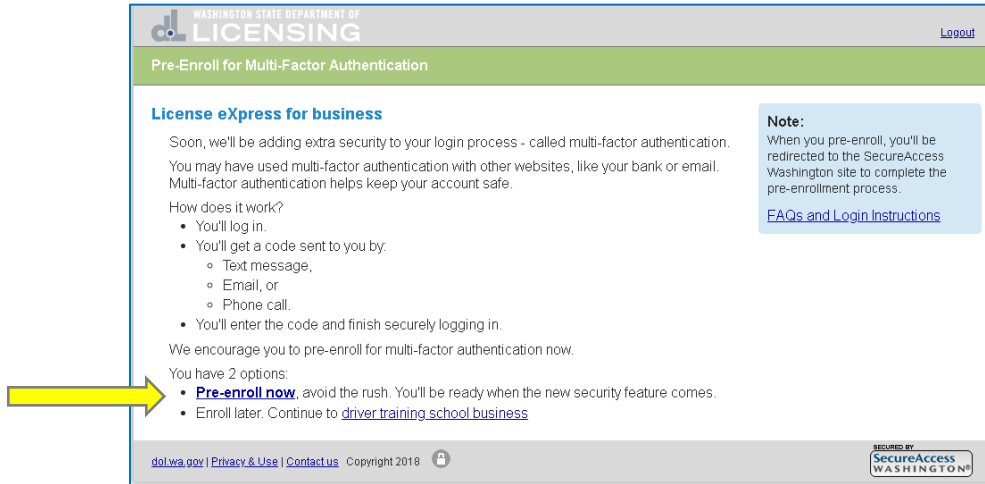 WASHINGTON STATE DEPARTMENT OF
dL LICENSING
Logout
Pre-Enroll for Multi-Factor Authentication
License eXpress for business
Soon, we'll be adding extra security to your login process - called multi-factor authentication.
You may have used multi-factor authentication with other websites, like your bank or email.
Multi-factor authentication helps keep your account safe.
How does it work?
• You'll log in.
• You'll get a code sent to you by:
◦ Text message,
◦ Email, or
◦ Phone call.
• You'll enter the code and finish securely logging in.
We encourage you to pre-enroll for multi-factor authentication now.
You have 2 options:
• Pre-enroll now, avoid the rush. You'll be ready when the new security feature comes.
• Enroll later. Continue to driver training school business
Note:
When you pre-enroll, you'll be
redirected to the SecureAccess
Washington site to complete the
pre-enrollment process.
FAQs and Login Instructions
dol.wa.gov | Privacy & Use | Contact us Copyright 2018
SECURED BY
SecureAccess
WASHINGTON®